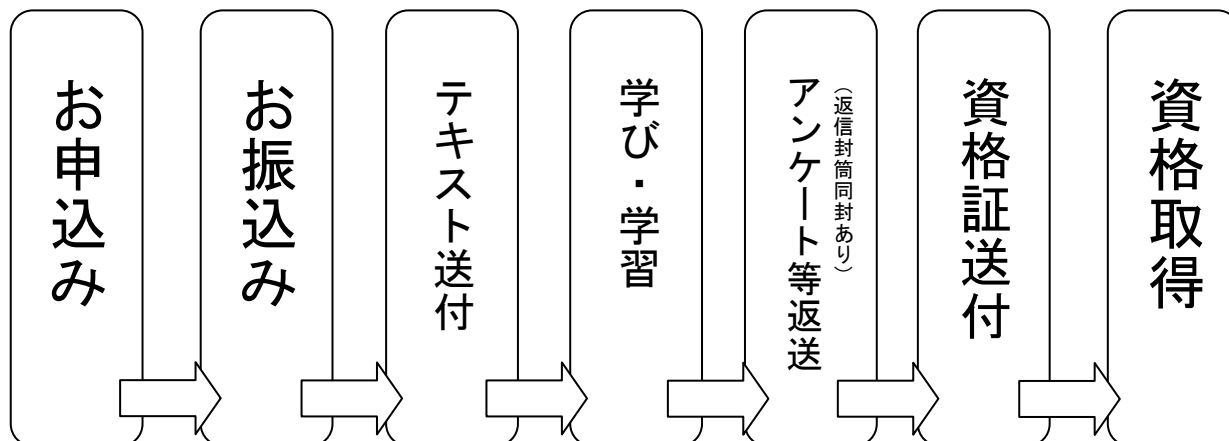 お申込み
お振込み
テキスト送付
学び・学習
（返信封筒同封あり）
アンケート等返送
資格証送付
資格取得